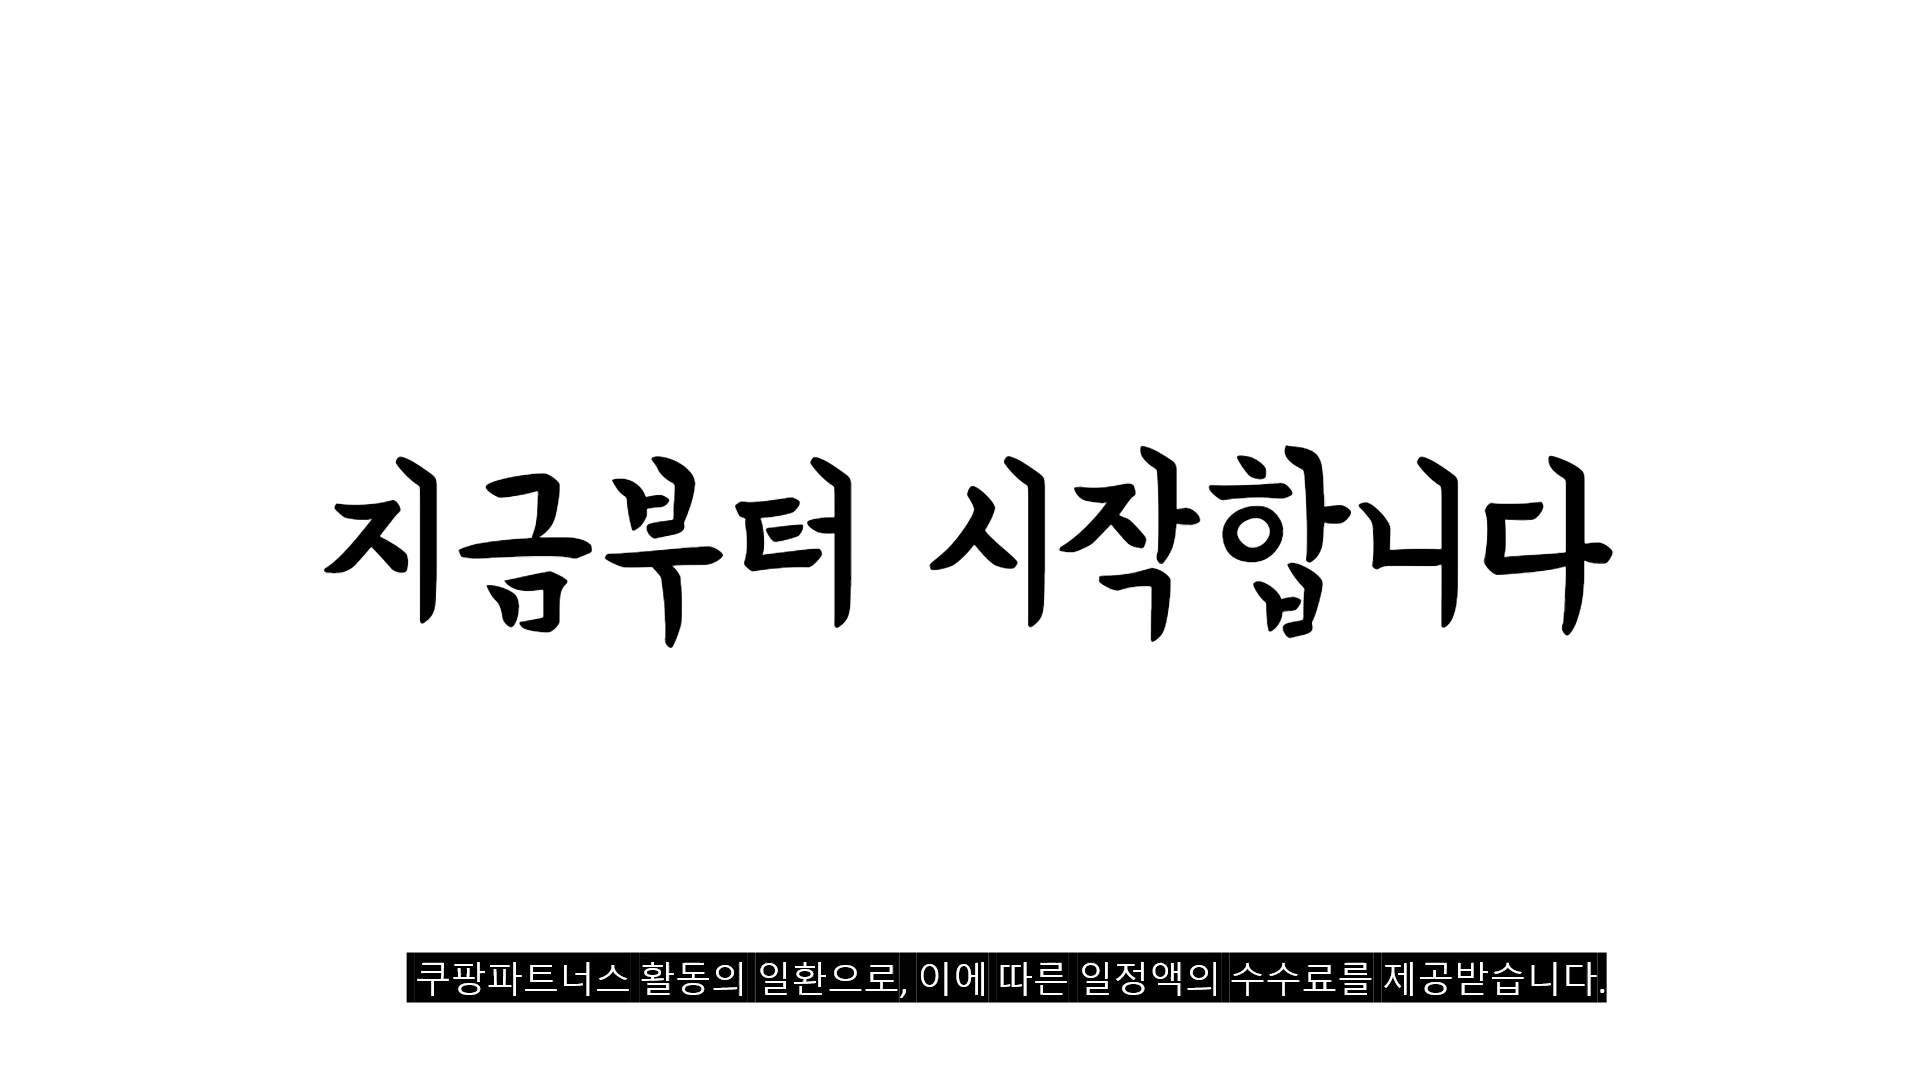 지금부터 시작합니다
쿠팡파트너스 활동의 일환으로, 이에 따른 일정액의 수수료를 제공받습니다.